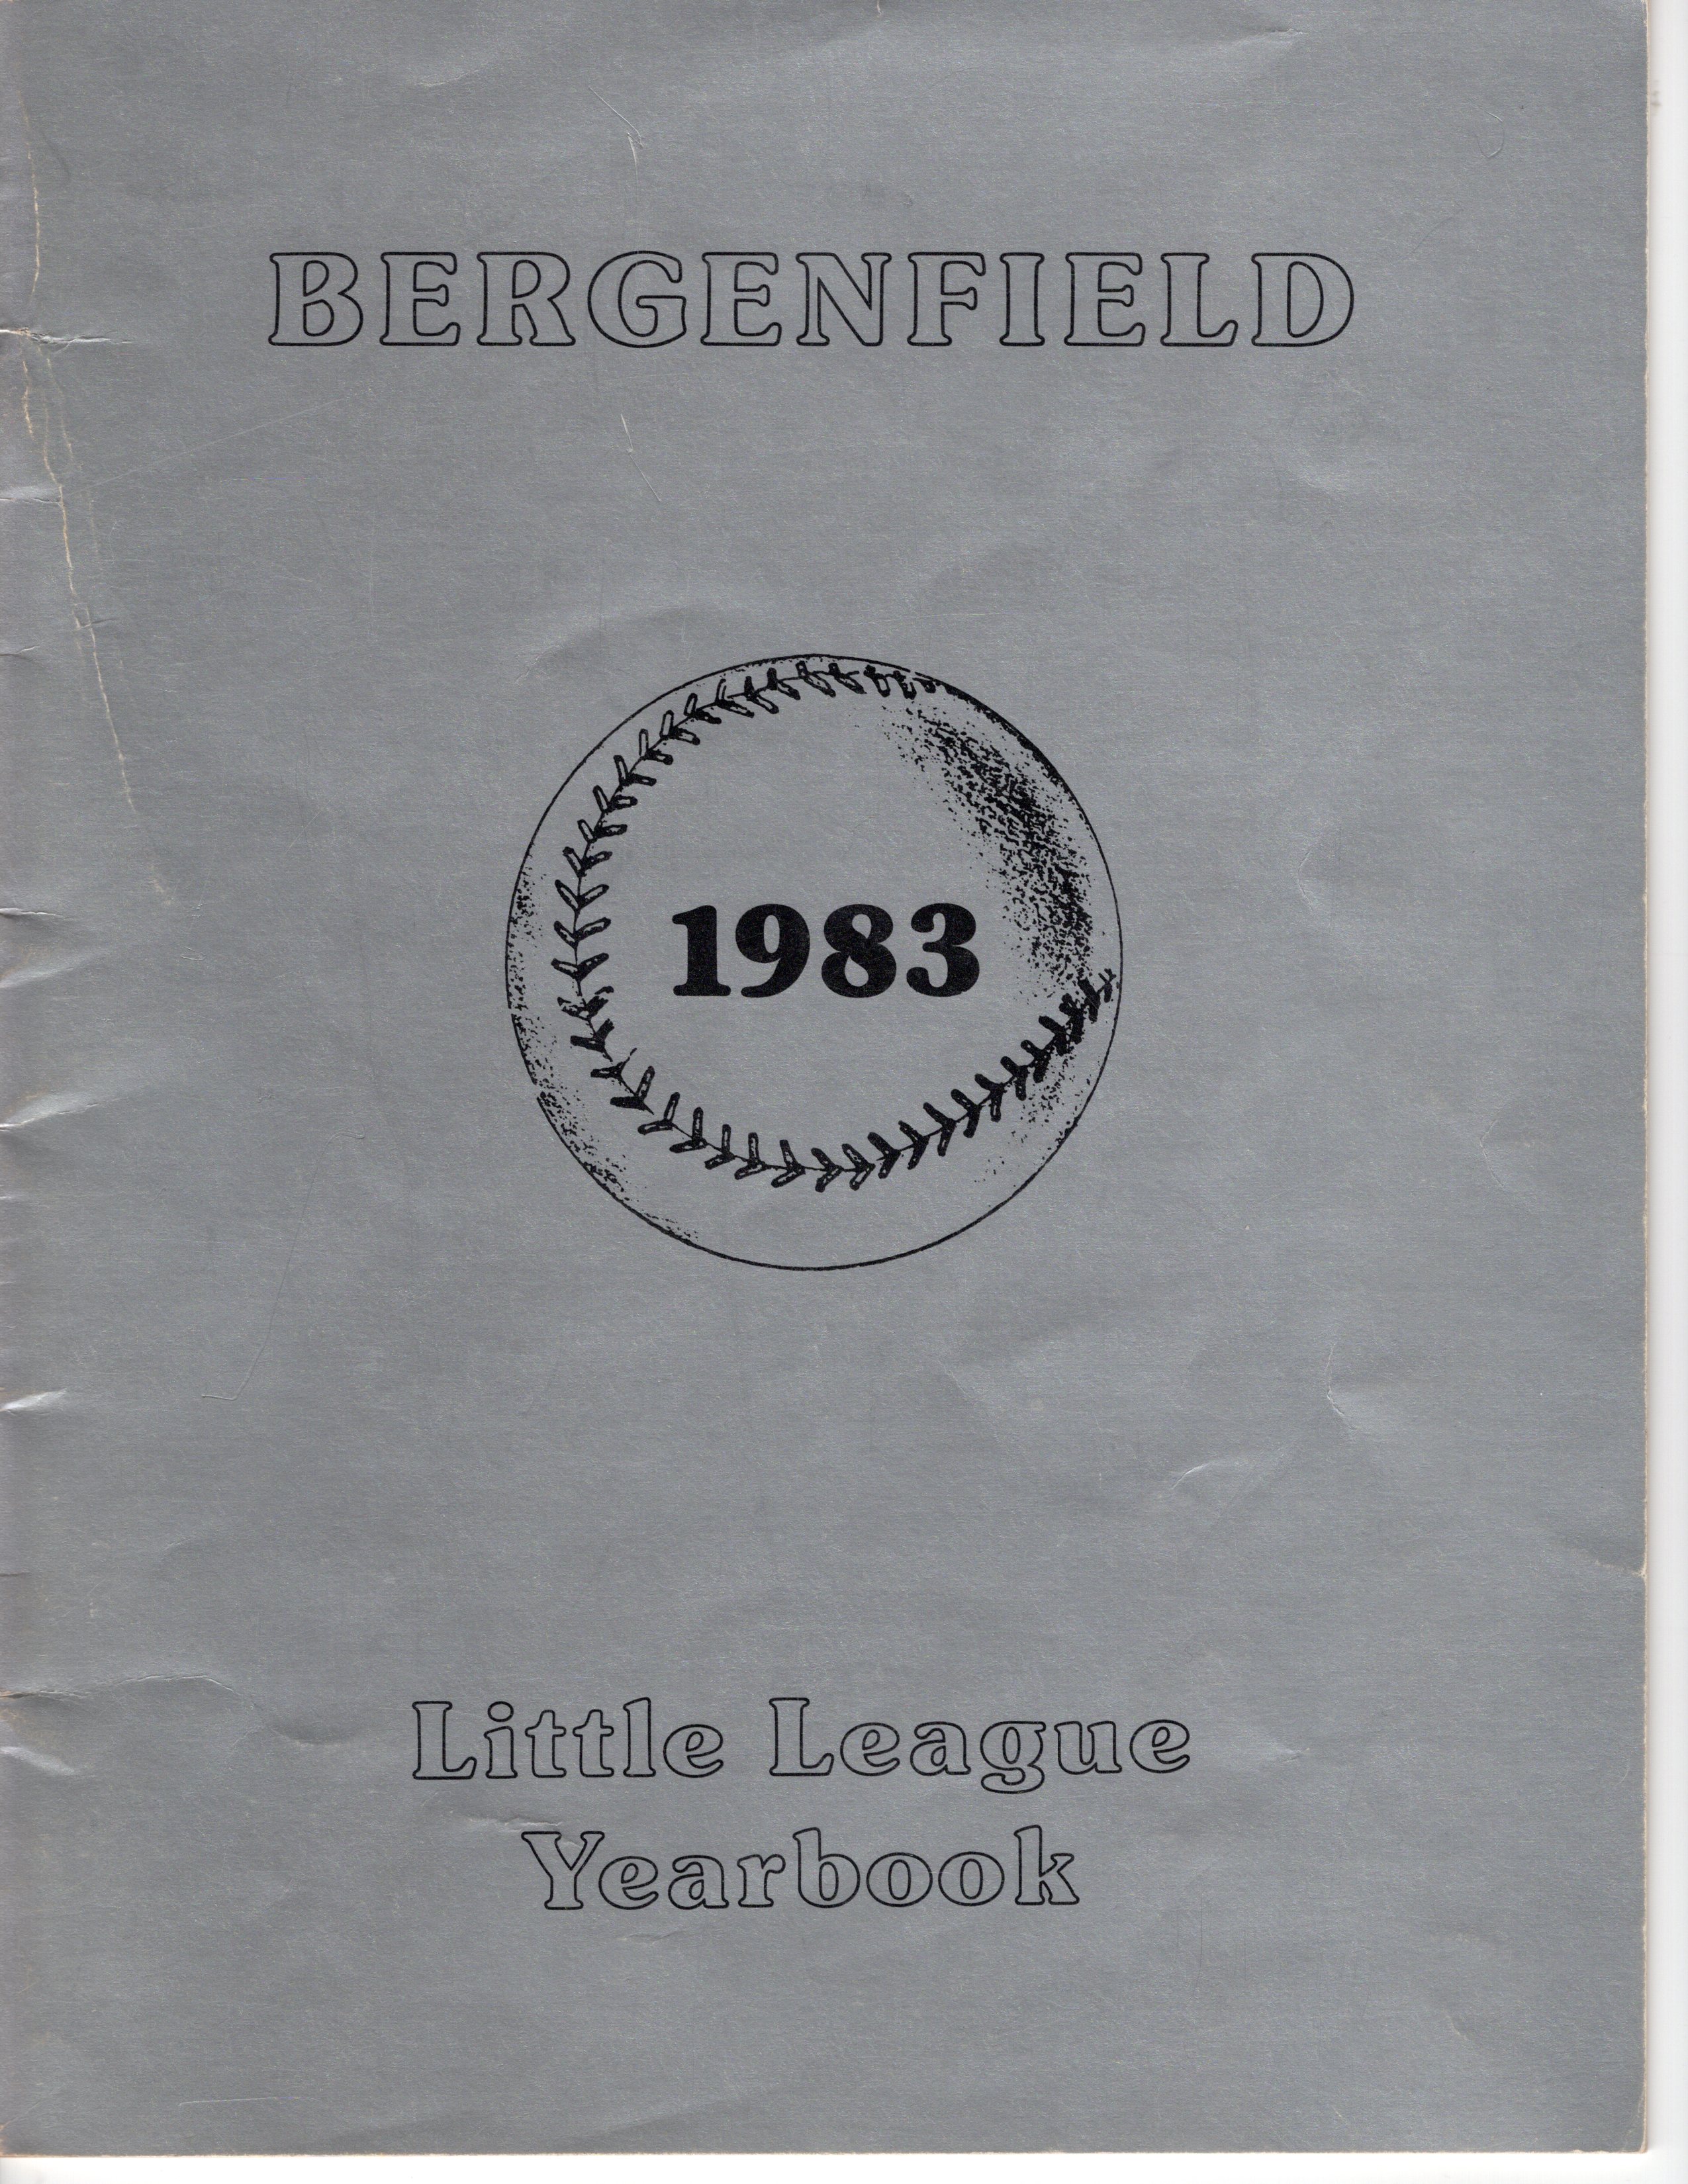 BERGENFIELD
1983
Little League
Yearbook